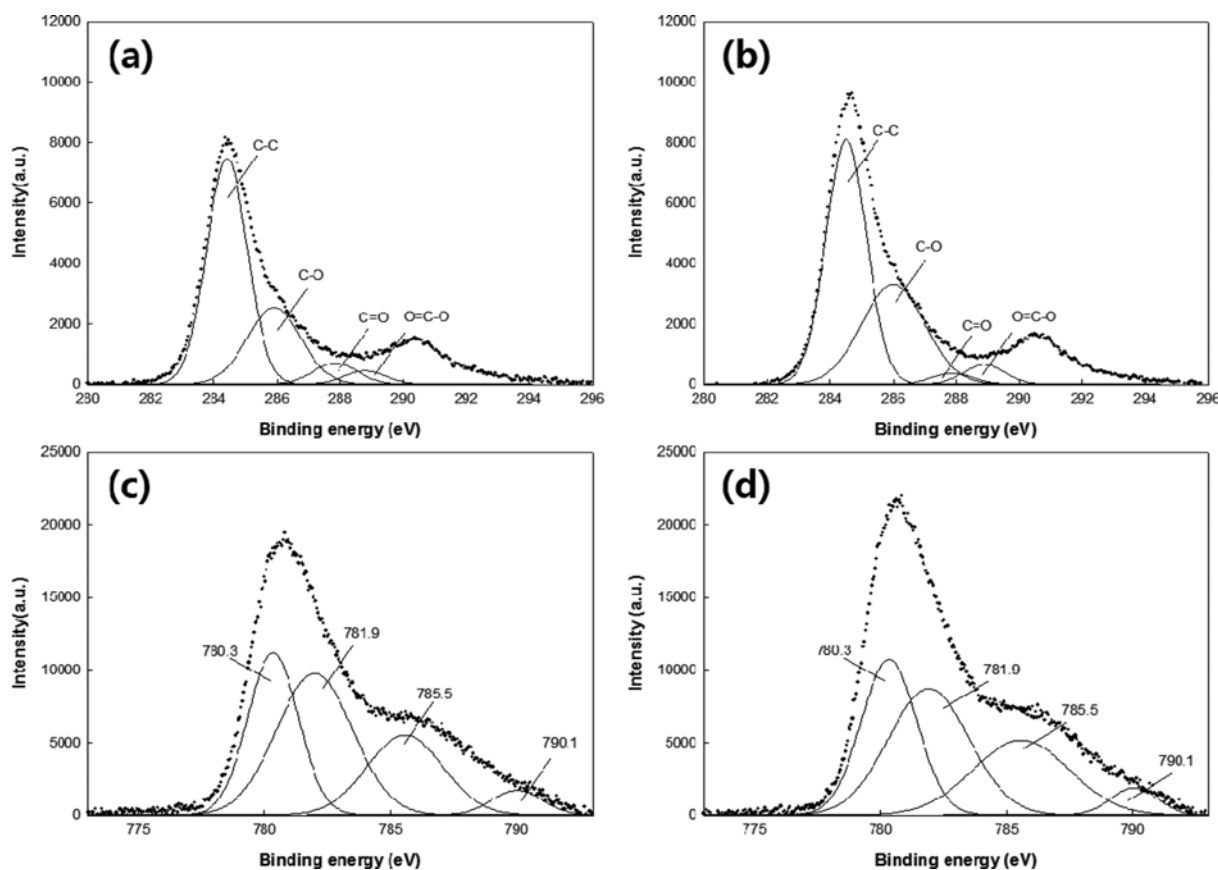 (a)
12000
10000
8000
6000
4000
2000
0
Intensity(a.u.)
C-C
C-O
C=O
O=C-O
280 282 284 286 288 290 292 294 296
Binding energy (eV)
(b)
12000
10000
8000
6000
4000
2000
0
Intensity(a.u.)
C-C
C-O
C=O
O=C-O
280 282 284 286 288 290 292 294 296
Binding energy (eV)
(c)
25000
20000
15000
10000
5000
0
Intensity(a.u.)
780.3
781.9
785.5
790.1
775 780 785 790
Binding energy (eV)
(d)
25000
20000
15000
10000
5000
0
Intensity (a.u.)
780.3
781.9
785.5
790.1
775 780 785 790
Binding energy (eV)